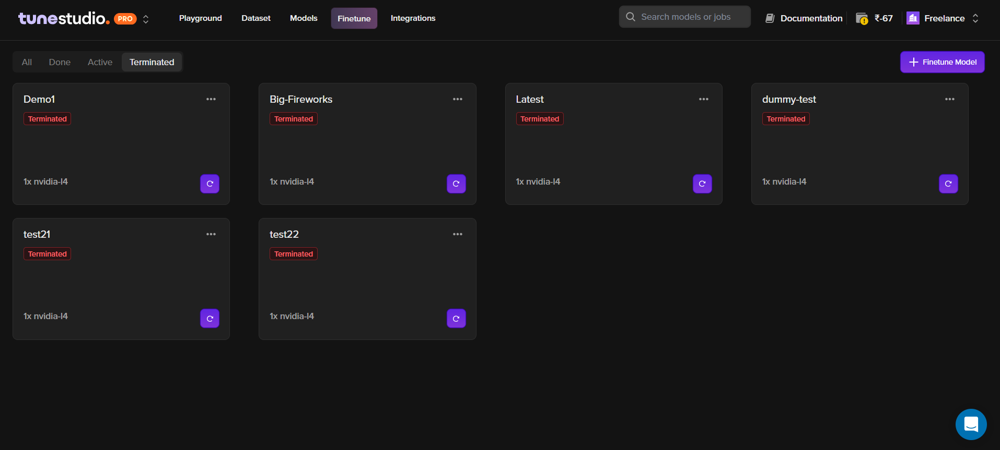 tunestudio. PRO Playground Dataset Models Finetune Integrations Search models or jobs Documentation ₹-67 Freelance
All Done Active Terminated Finetune Model
Demo1 Big-Fireworks Latest dummy-test
Terminated Terminated Terminated Terminated
1x nvidia-l4 1x nvidia-l4 1x nvidia-l4 1x nvidia-l4
test21 test22
Terminated Terminated
1x nvidia-l4 1x nvidia-l4